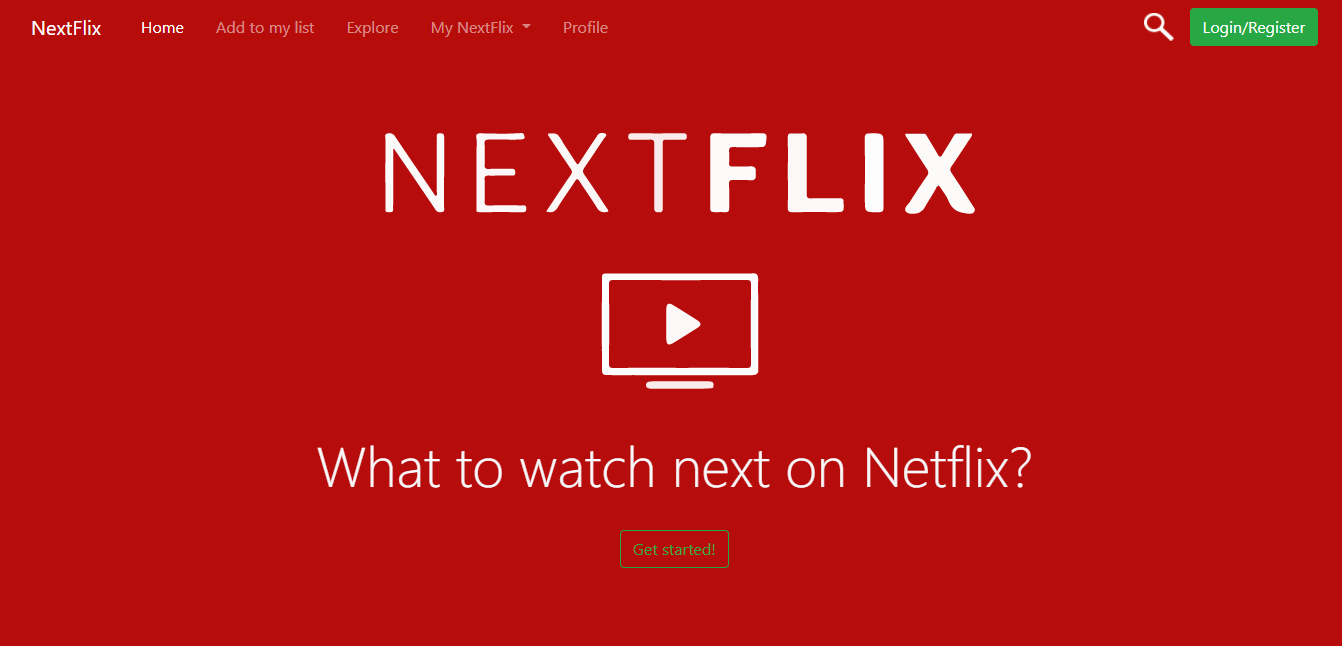 NextFlix Home Add to my list Explore My NextFlix Profile Login/Register
NEXTFLIX
What to watch next on Netflix?
Get started!